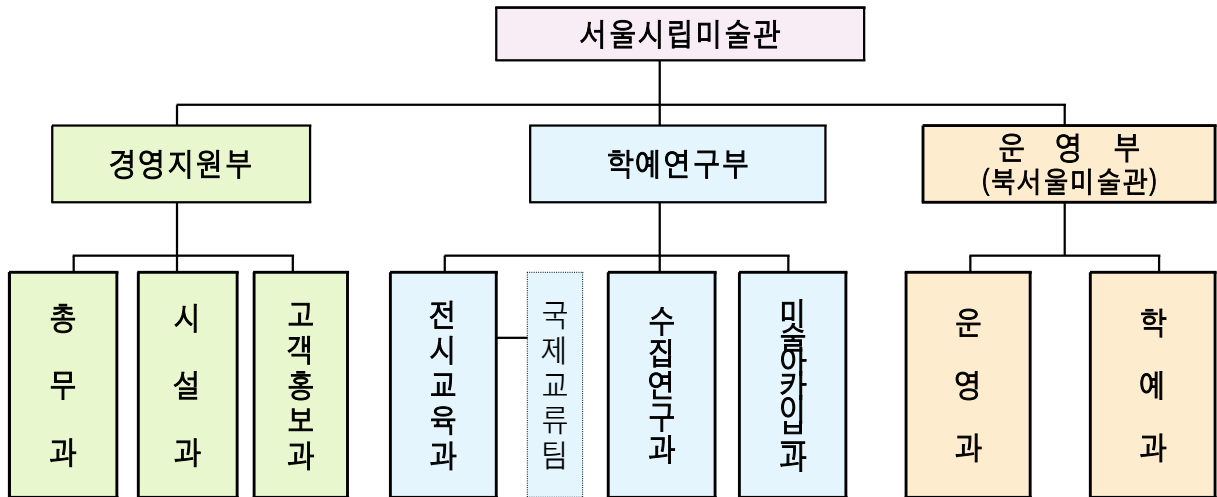 서울시립미술관
경영지원부
학예연구부
운 영 부
(북서울미술관)
총무과
시설과
고객홍보과
전시교육과
국제교류팀
수집연구과
미술아카입과
운영과
학예과